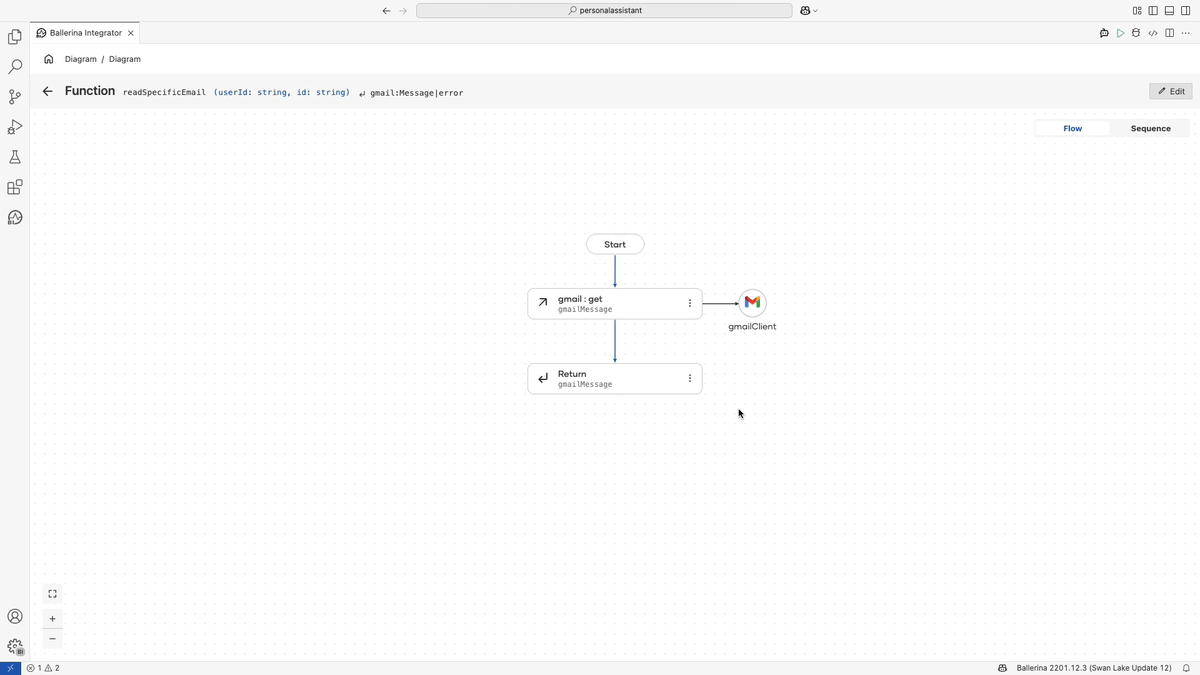 personalassistant
Ballerina Integrator
Diagram / Diagram
Function readSpecificEmail (userId: string, id: string) gmail:Message|error
Edit
Flow Sequence
Start
gmail : get
gmailMessage
gmailClient
Return
gmailMessage
BI
1 2
Ballerina 2201.12.3 (Swan Lake Update 12)